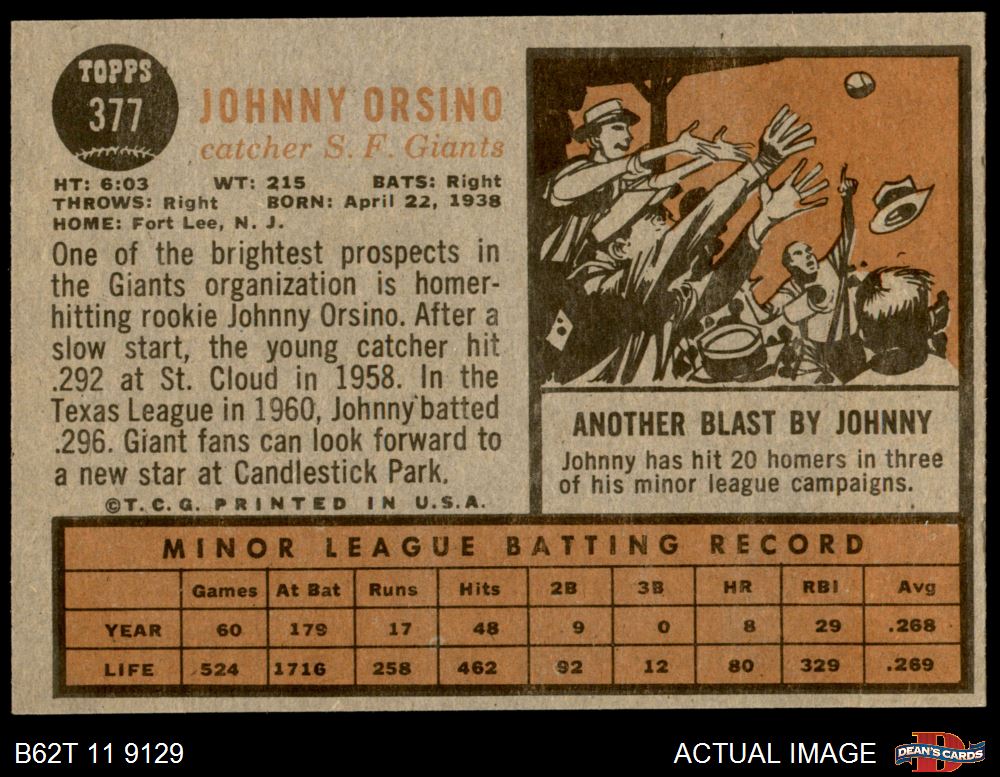 TOPPS
377
JOHNNY ORSINO
catcher S. F. Giants
HT: 6:03 WT: 215 BATS: Right
THROWS: Right BORN: April 22, 1938
HOME: Fort Lee, N. J.
One of the brightest prospects in
the Giants organization is homer-
hitting rookie Johnny Orsino. After a
slow start, the young catcher hit
.292 at St. Cloud in 1958. In the
Texas League in 1960, Johnny batted
.296. Giant fans can look forward to
a new star at Candlestick Park.
©T. C. G. PRINTED IN U.S.A.
ANOTHER BLAST BY JOHNNY
Johnny has hit 20 homers in three
of his minor league campaigns.
MINOR LEAGUE BATTING RECORD
Games At Bat Runs Hits 2B 3B HR RBI Avg
YEAR 60 179 17 48 9 0 8 29 .268
LIFE 524 1716 258 462 92 12 80 329 .269
B62T 11 9129
ACTUAL IMAGE
DEAN'S CARDS